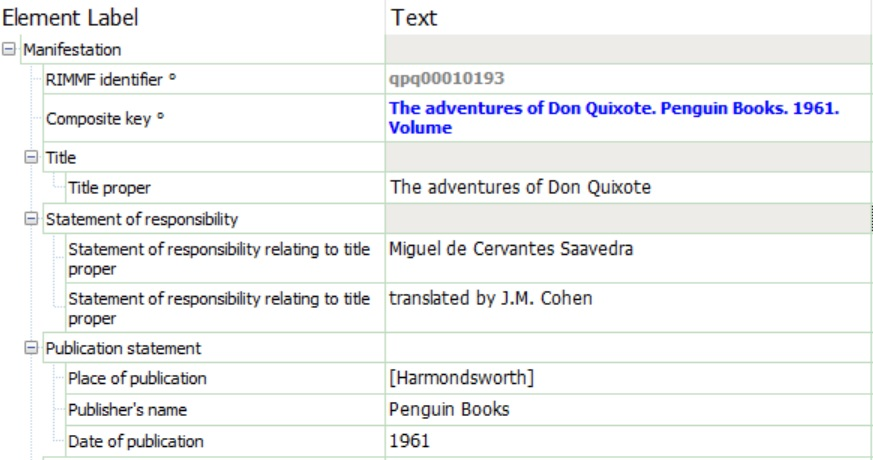 Element Label Text
Manifestation
RIMMF identifier ° qpq00010193
Composite key ° The adventures of Don Quixote. Penguin Books. 1961.
Volume
Title
Title proper The adventures of Don Quixote
Statement of responsibility
Statement of responsibility relating to title Miguel de Cervantes Saavedra
proper
Statement of responsibility relating to title translated by J.M. Cohen
proper
Publication statement
Place of publication [Harmondsworth]
Publisher's name Penguin Books
Date of publication 1961